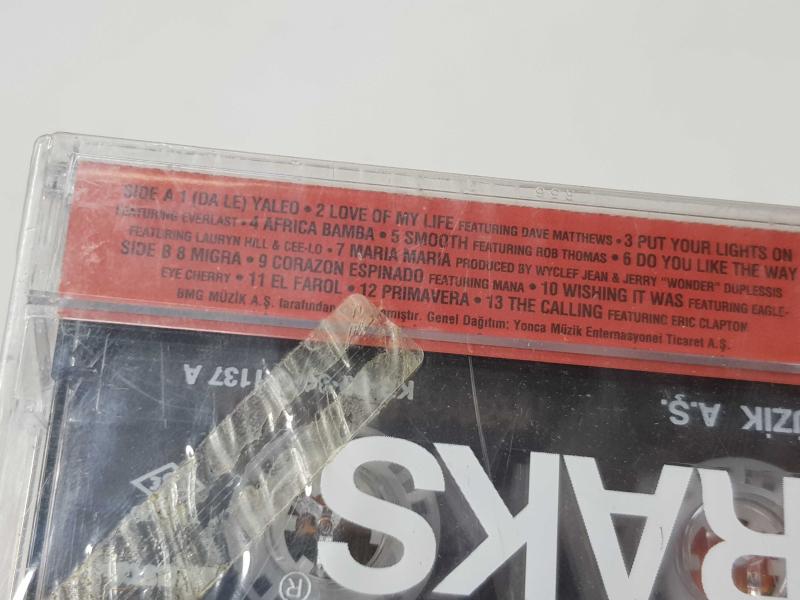 R56
SIDE A 1 (DA LE) YALEO • 2 LOVE OF MY LIFE FEATURING DAVE MATTHEWS • 3 PUT YOUR LIGHTS ON
FEATURING EVERLAST • 4 AFRICA BAMBA • 5 SMOOTH FEATURING ROB THOMAS • 6 DO YOU LIKE THE WAY
FEATURING LAURYN HILL & CEE-LO • 7 MARIA MARIA PRODUCED BY WYCLEF JEAN & JERRY "WONDER" DUPLESSIS
SIDE B 8 MIGRA • 9 CORAZON ESPINADO FEATURING MANA • 10 WISHING IT WAS FEATURING EAGLE-
EYE CHERRY • 11 EL FAROL • 12 PRIMAVERA • 13 THE CALLING FEATURING ERIC CLAPTON
BMG MÜZİK A.Ş. tarafından Genel Dağıtım: Yonca Müzik Enternasyonel Ticaret A.Ş.
1137 A
MÜZİK A.Ş.
RAKS
®